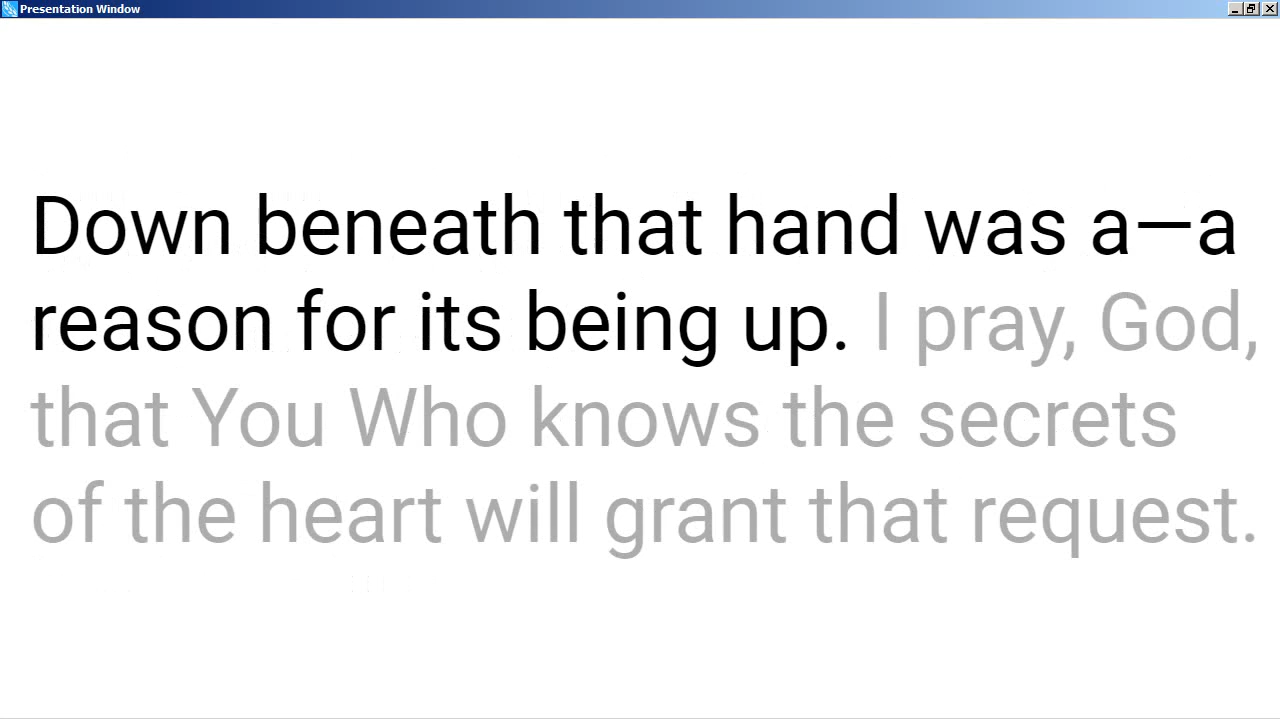 Presentation Window
Down beneath that hand was a—a
reason for its being up. I pray, God,
that You Who knows the secrets
of the heart will grant that request.